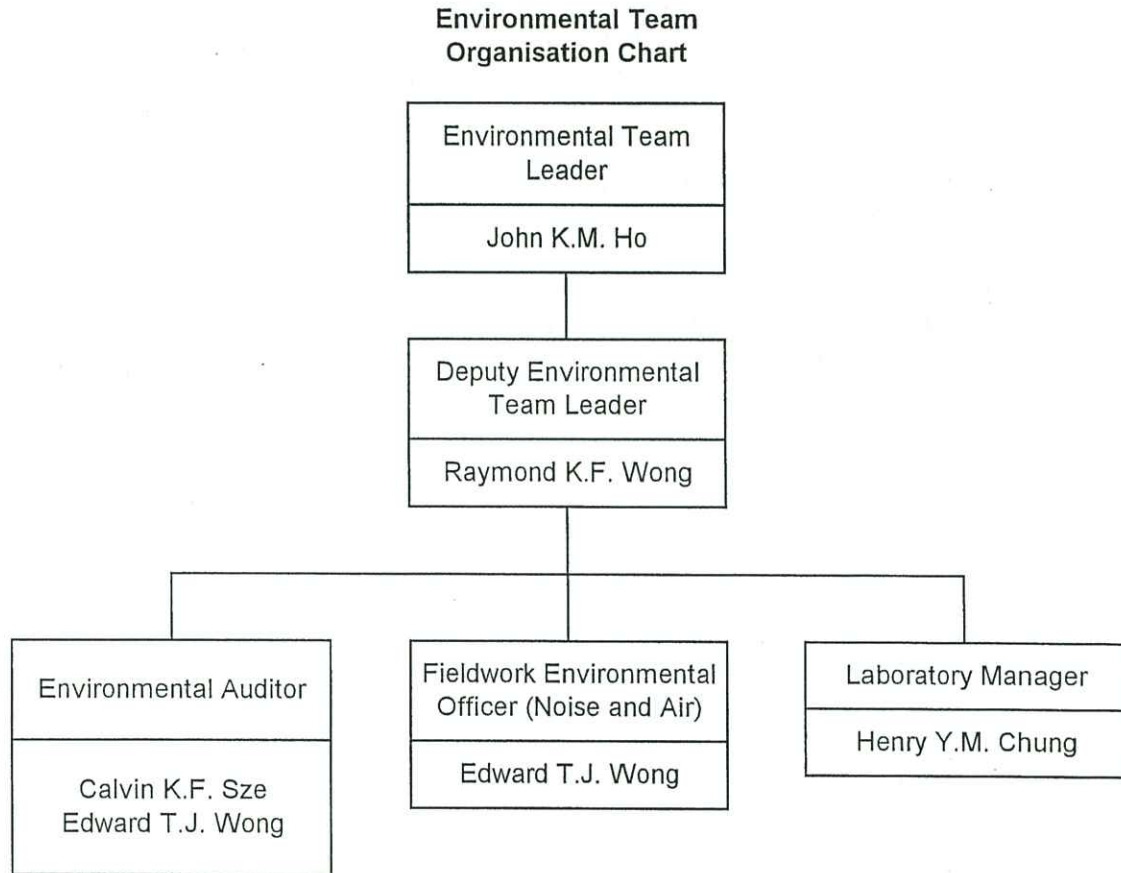 Environmental Team
Organisation Chart
Environmental Team
Leader
John K.M. Ho
Deputy Environmental
Team Leader
Raymond K.F. Wong
Environmental Auditor
Calvin K.F. Sze
Edward T.J. Wong
Fieldwork Environmental
Officer (Noise and Air)
Edward T.J. Wong
Laboratory Manager
Henry Y.M. Chung